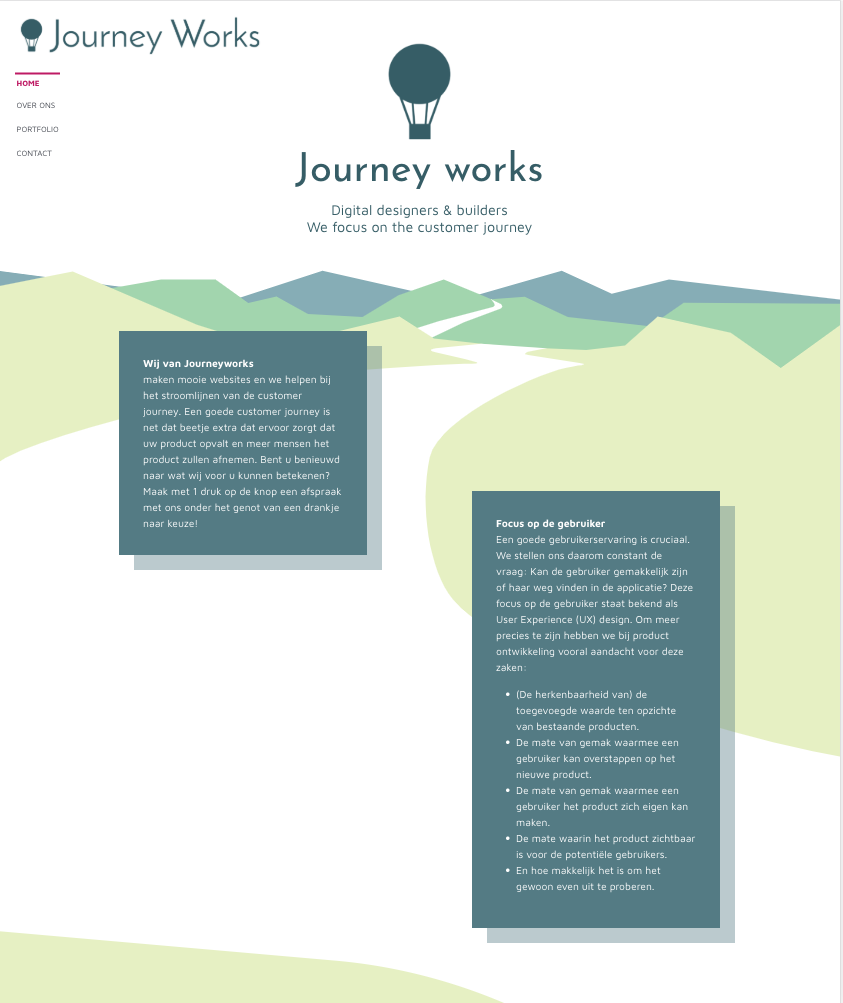 Journey Works
HOME
OVER ONS
PORTFOLIO
CONTACT
Journey works
Digital designers & builders
We focus on the customer journey
Wij van Journeyworks
maken mooie websites en we helpen bij
het stroomlijnen van de customer
journey. Een goede customer journey is
net dat beetje extra dat ervoor zorgt dat
uw product opvalt en meer mensen het
product zullen afnemen. Bent u benieuwd
naar wat wij voor u kunnen betekenen?
Maak met 1 druk op de knop een afspraak
met ons onder het genot van een drankje
naar keuze!
Focus op de gebruiker
Een goede gebruikerservaring is cruciaal.
We stellen ons daarom constant de
vraag: Kan de gebruiker gemakkelijk zijn
of haar weg vinden in de applicatie? Deze
focus op de gebruiker staat bekend als
User Experience (UX) design. Om meer
precies te zijn hebben we bij product
ontwikkeling vooral aandacht voor deze
zaken:
• (De herkenbaarheid van) de
toegevoegde waarde ten opzichte
van bestaande producten.
• De mate van gemak waarmee een
gebruiker kan overstappen op het
nieuwe product.
• De mate van gemak waarmee een
gebruiker het product zich eigen kan
maken.
• De mate waarin het product zichtbaar
is voor de potentiële gebruikers.
• En hoe makkelijk het is om het
gewoon even uit te proberen.